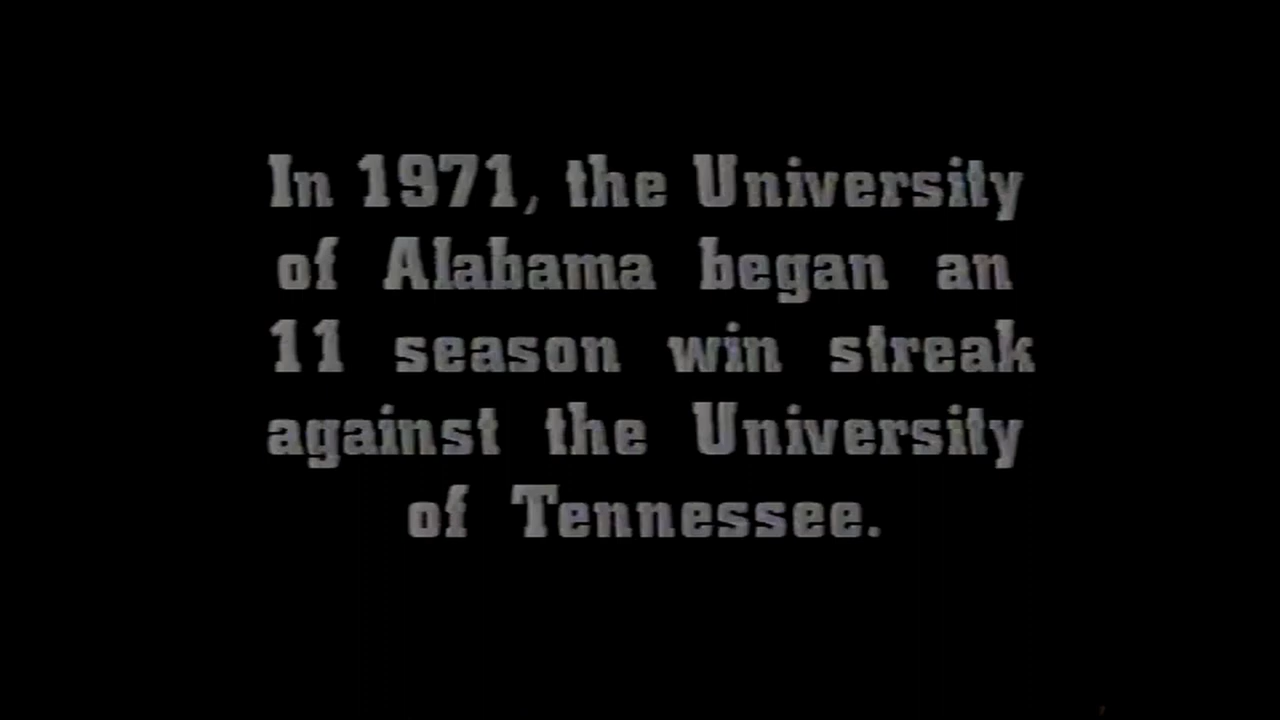 In 1971, the University
of Alabama began an
11 season win streak
against the University
of Tennessee.